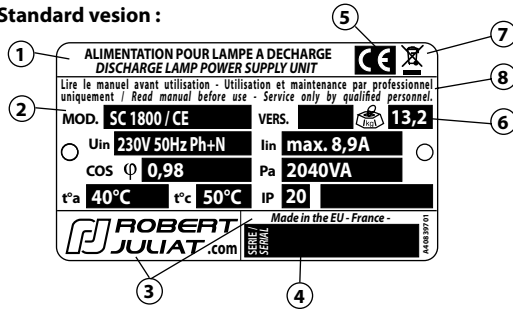 Standard vesion :
5
7
1
ALIMENTATION POUR LAMPE A DECHARGE
DISCHARGE LAMP POWER SUPPLY UNIT
CE
8
Lire le manuel avant utilisation - Utilisation et maintenance par professionnel
uniquement / Read manual before use - Service only by qualified personnel.
2
MOD. SC 1800 / CE VERS. kg 13,2
6
Uin 230V 50Hz Ph+N Iin max. 8,9A
COS φ 0,98 Pa 2040VA
t°a 40°C t°c 50°C IP 20
ROBERT
JULIAT.com
Made in the EU - France -
SERIE /
SERIAL
A40839701
3
4